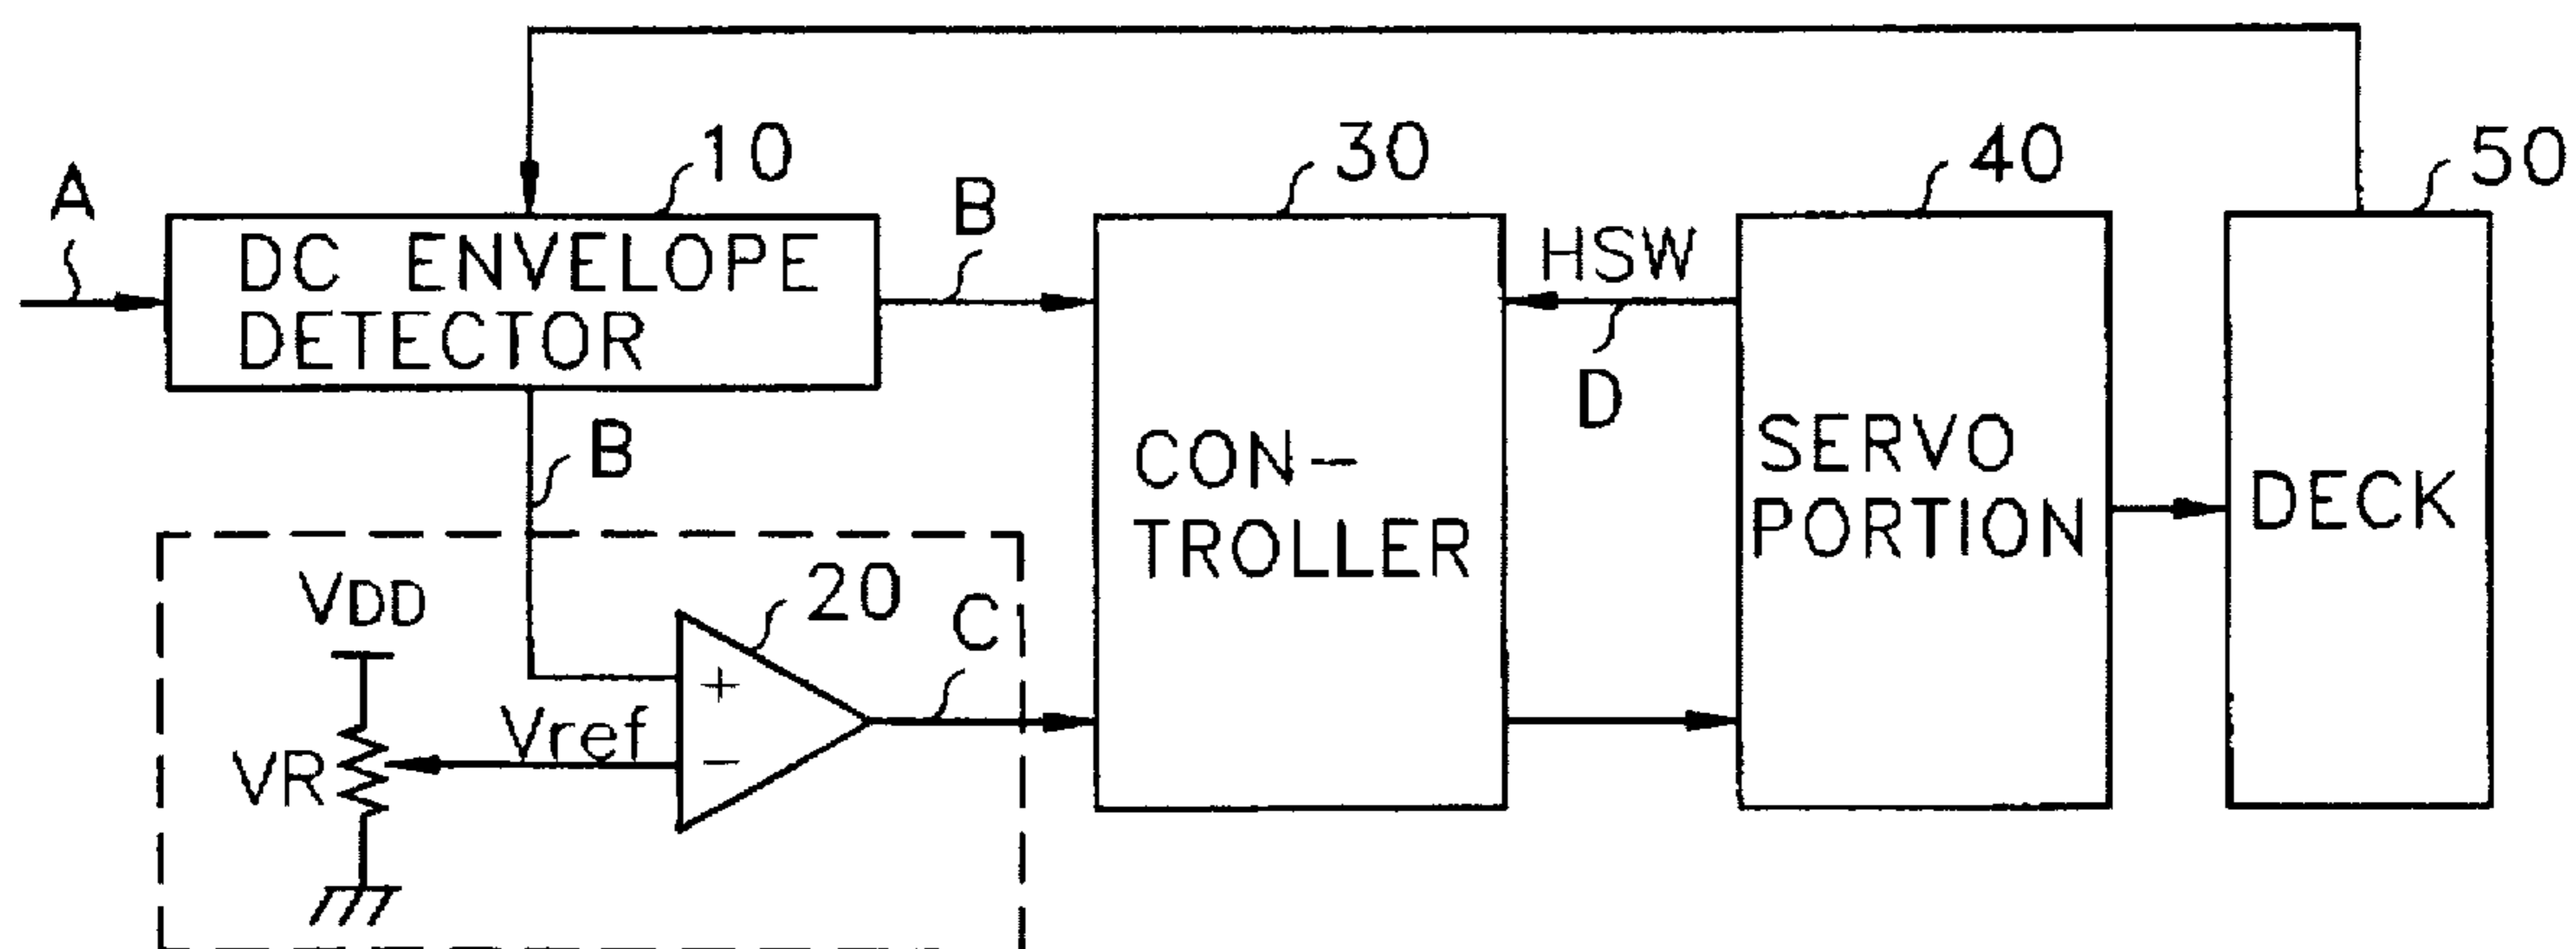 10
30
40
50
A
B
DC ENVELOPE
DETECTOR
HSW
D
B
CON-
TROLLER
SERVO
PORTION
DECK
VDD
20
C
+
Vref
VR
−